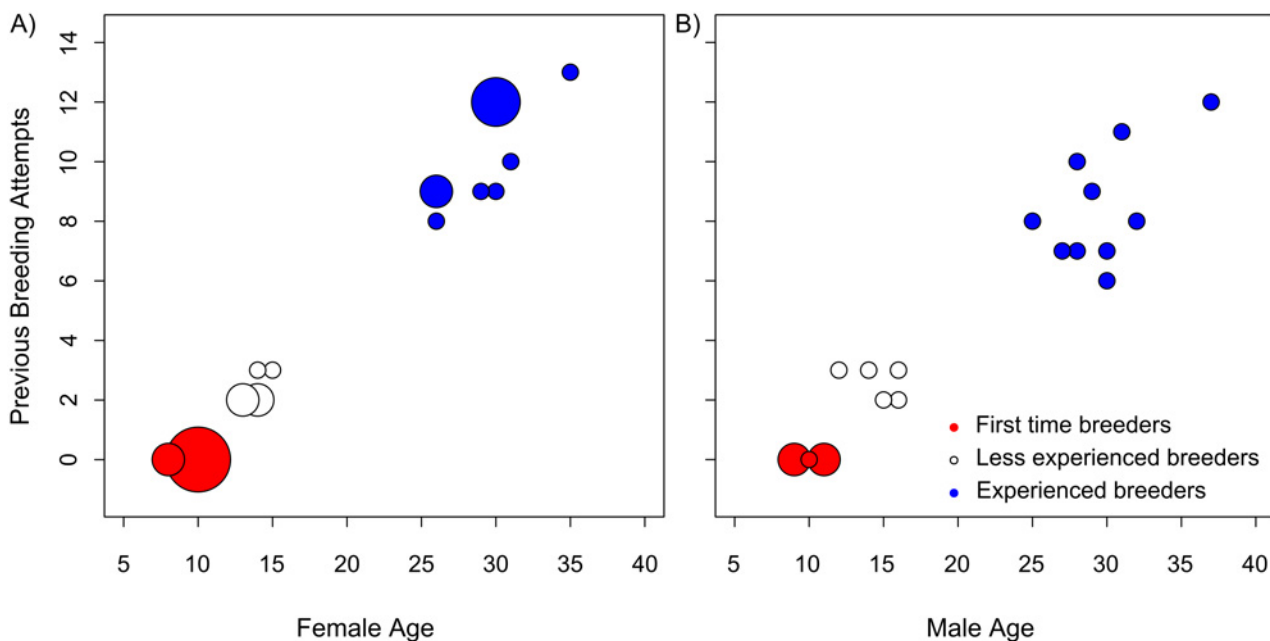 A)
B)
Previous Breeding Attempts
14
12
10
8
6
4
2
0
5 10 15 20 25 30 35 40
Female Age
First time breeders
Less experienced breeders
Experienced breeders
5 10 15 20 25 30 35 40
Male Age